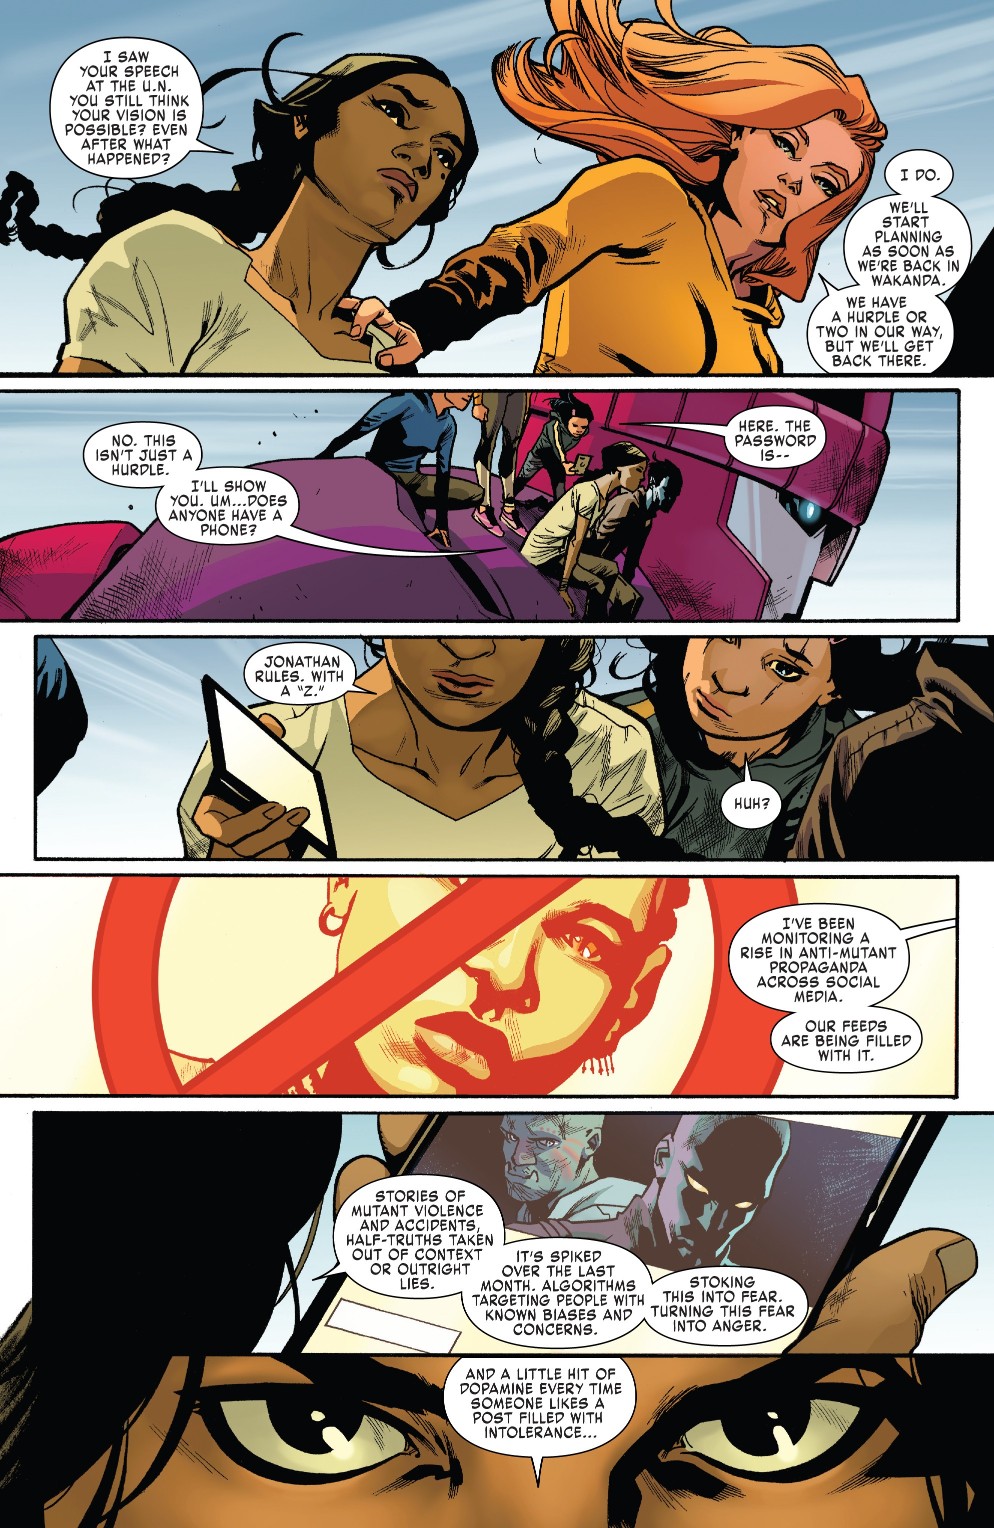 I SAW
YOUR SPEECH
AT THE U.N.
YOU STILL THINK
YOUR VISION IS
POSSIBLE? EVEN
AFTER WHAT
HAPPENED?
I DO.
WE'LL
START
PLANNING
AS SOON AS
WE'RE BACK IN
WAKANDA.
WE HAVE
A HURDLE OR
TWO IN OUR WAY,
BUT WE'LL GET
BACK THERE.
NO. THIS
ISN'T JUST A
HURDLE.
I'LL SHOW
YOU. UM...DOES
ANYONE HAVE A
PHONE?
HERE. THE
PASSWORD
IS--
JONATHAN
RULES. WITH
A "Z."
HUH?
I'VE BEEN
MONITORING A
RISE IN ANTI-MUTANT
PROPAGANDA
ACROSS SOCIAL
MEDIA.
OUR FEEDS
ARE BEING FILLED
WITH IT.
STORIES OF
MUTANT VIOLENCE
AND ACCIDENTS,
HALF-TRUTHS TAKEN
OUT OF CONTEXT
OR OUTRIGHT
LIES.
IT'S SPIKED
OVER THE LAST
MONTH. ALGORITHMS
TARGETING PEOPLE WITH
KNOWN BIASES AND
CONCERNS.
STOKING
THIS INTO FEAR.
TURNING THIS FEAR
INTO ANGER.
AND A LITTLE HIT OF
DOPAMINE EVERY TIME
SOMEONE LIKES A
POST FILLED WITH
INTOLERANCE...